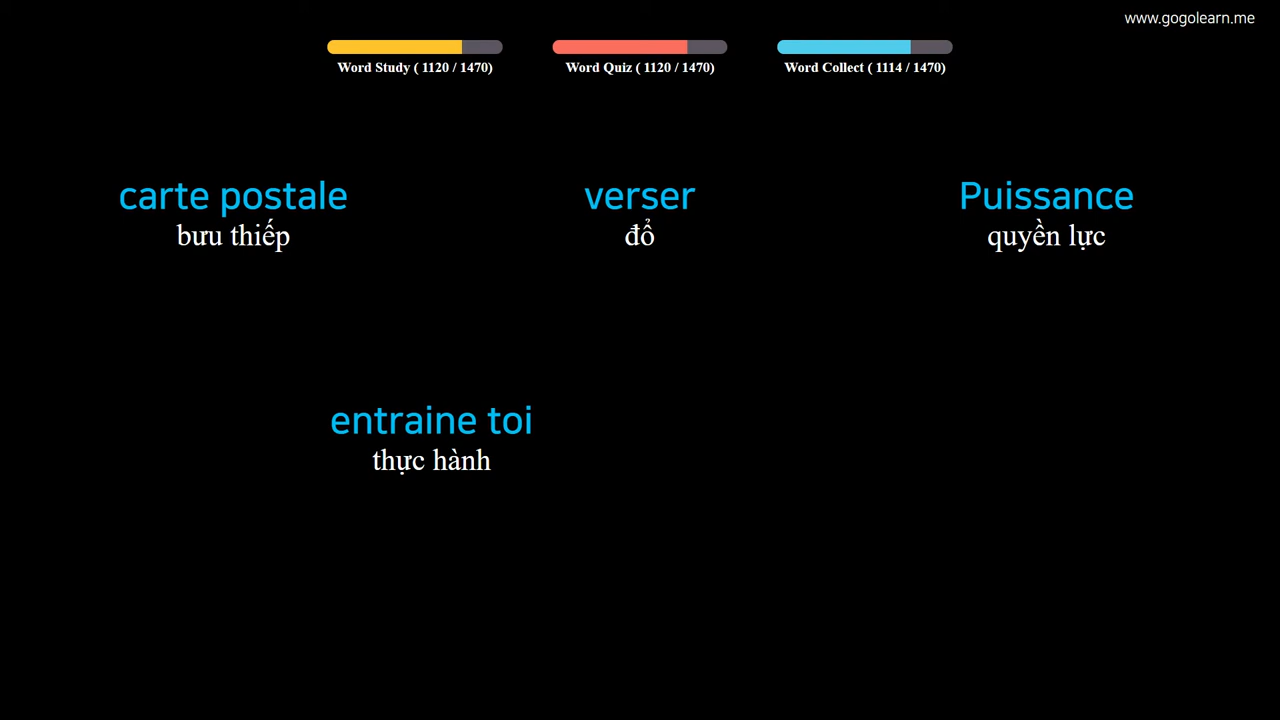 www.gogolearn.me
Word Study ( 1120 / 1470)
Word Quiz ( 1120 / 1470)
Word Collect ( 1114 / 1470)
carte postale
bưu thiếp
verser
đổ
Puissance
quyền lực
entraine toi
thực hành